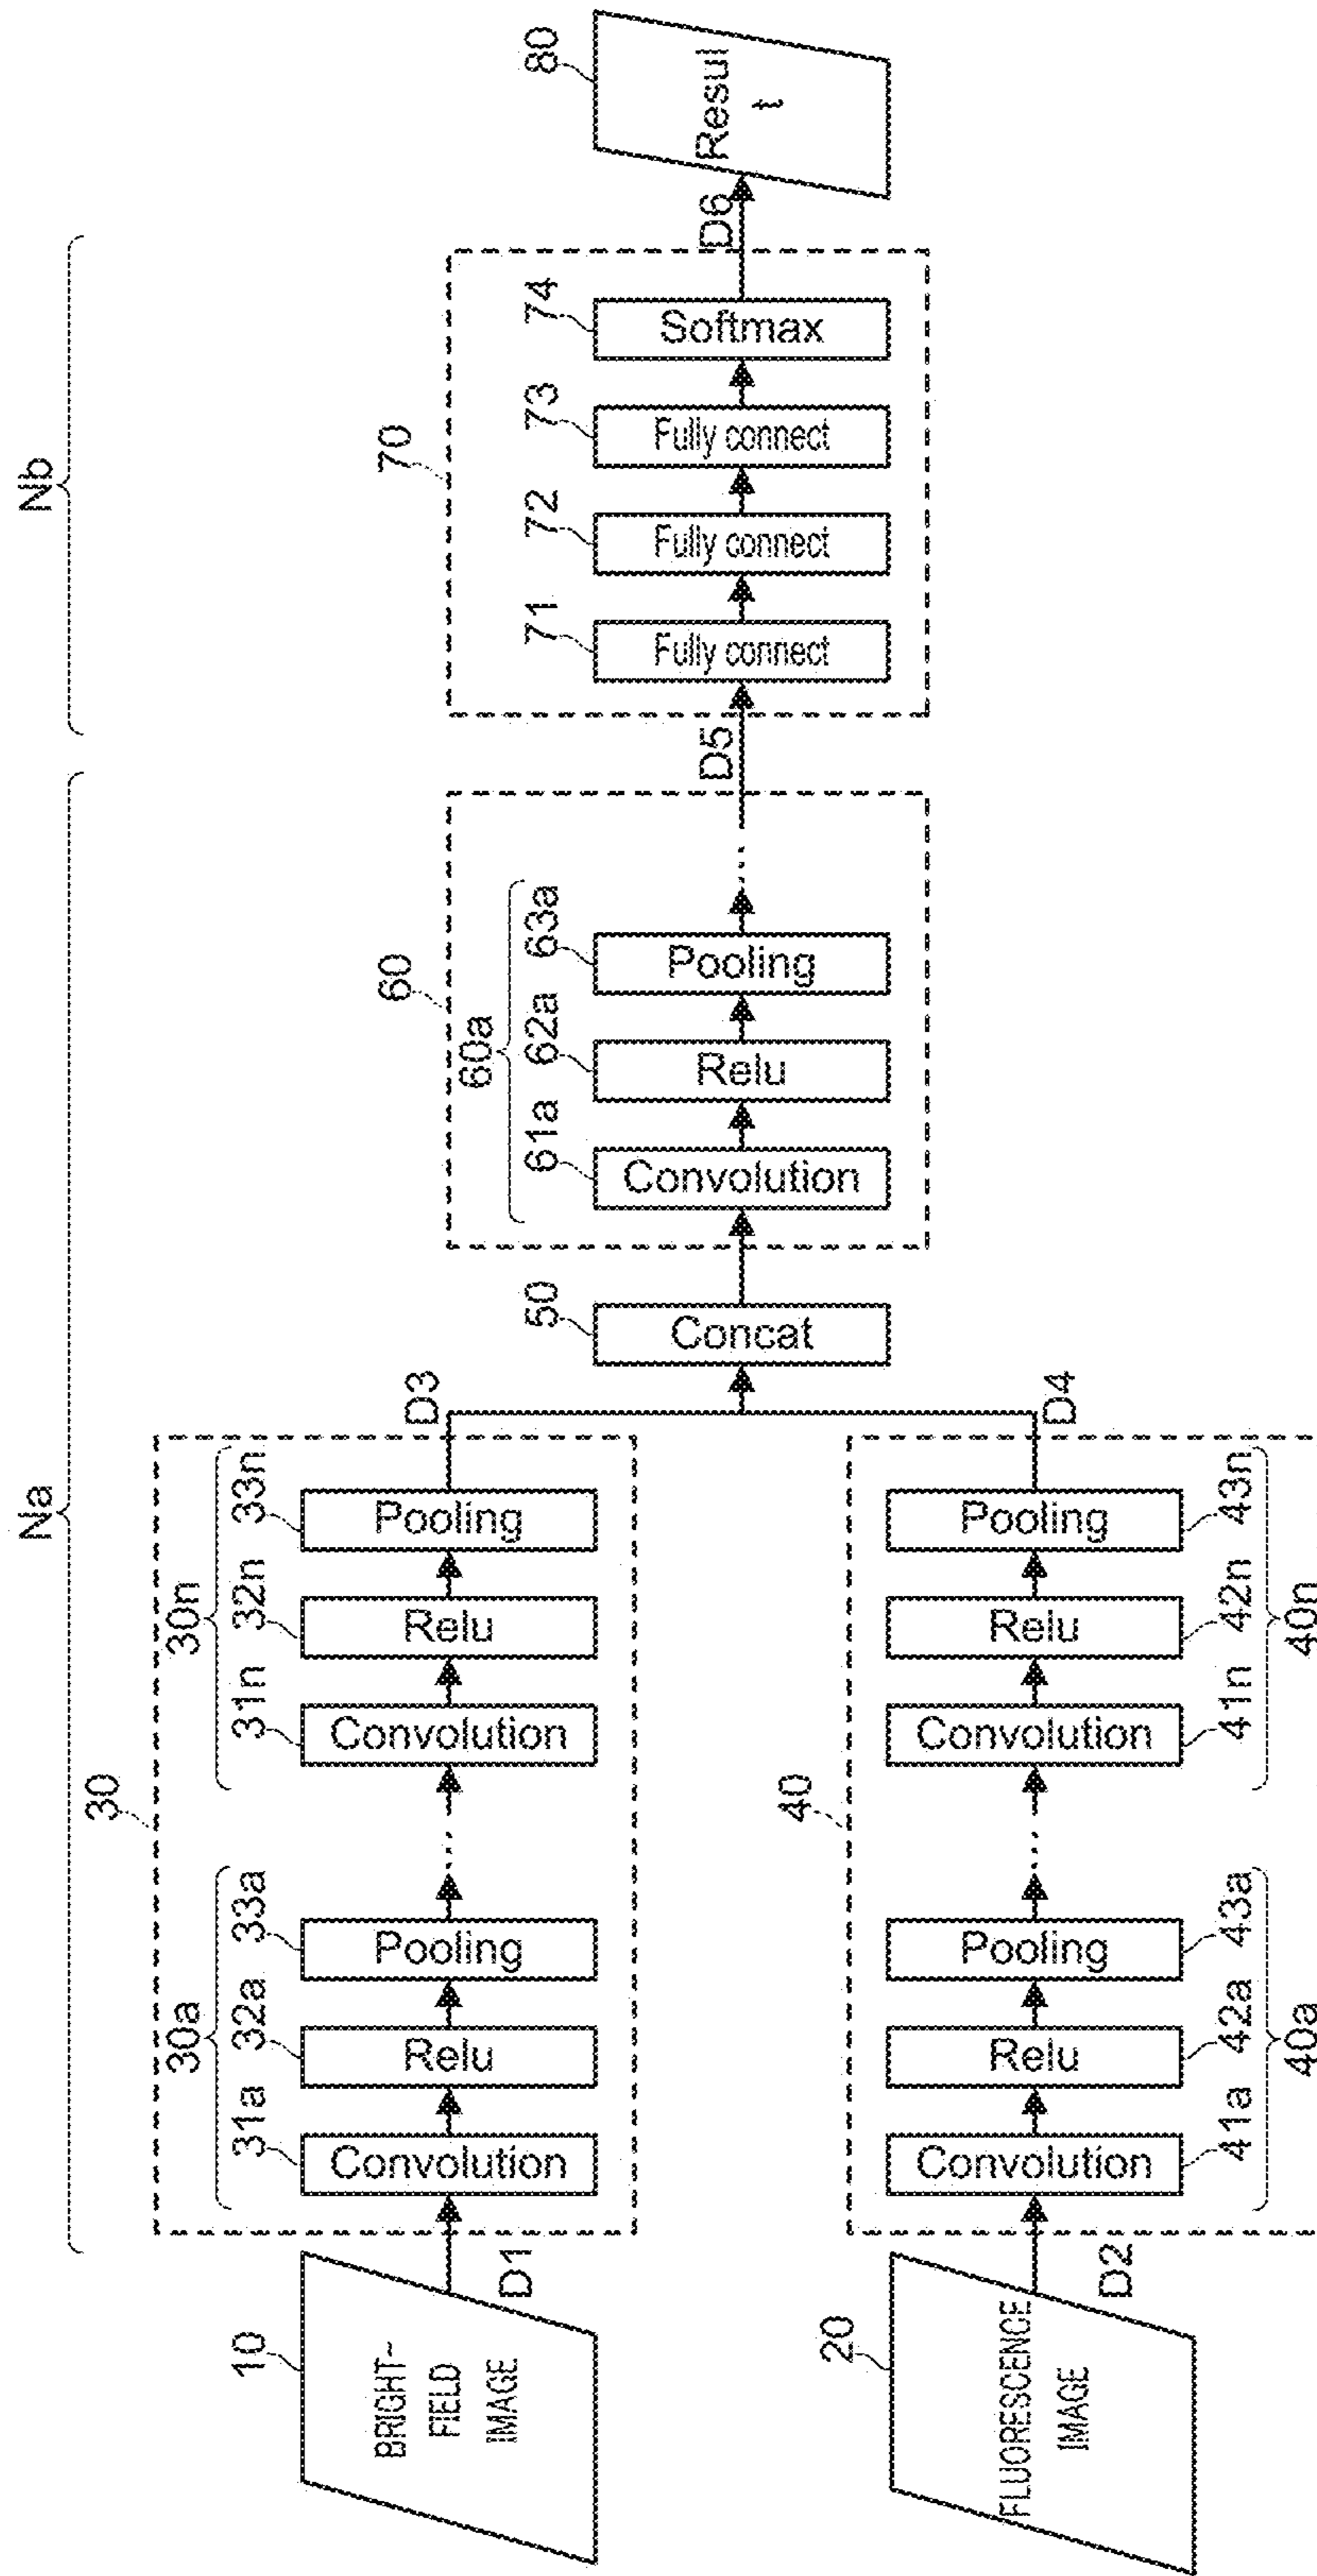 Na
Nb
30
30a
30n
31a
32a
33a
31n
32n
33n
10
BRIGHT-
FIELD
IMAGE
D1
Convolution
Relu
Pooling
...
Convolution
Relu
Pooling
D3
60
60a
61a
62a
63a
50
Concat
Convolution
Relu
Pooling
...
D5
70
71
72
73
74
Fully connect
Fully connect
Fully connect
Softmax
D6
80
Resul
t
40
20
FLUORESCENCE
IMAGE
D2
Convolution
Relu
Pooling
...
Convolution
Relu
Pooling
D4
41a
42a
43a
41n
42n
43n
40a
40n